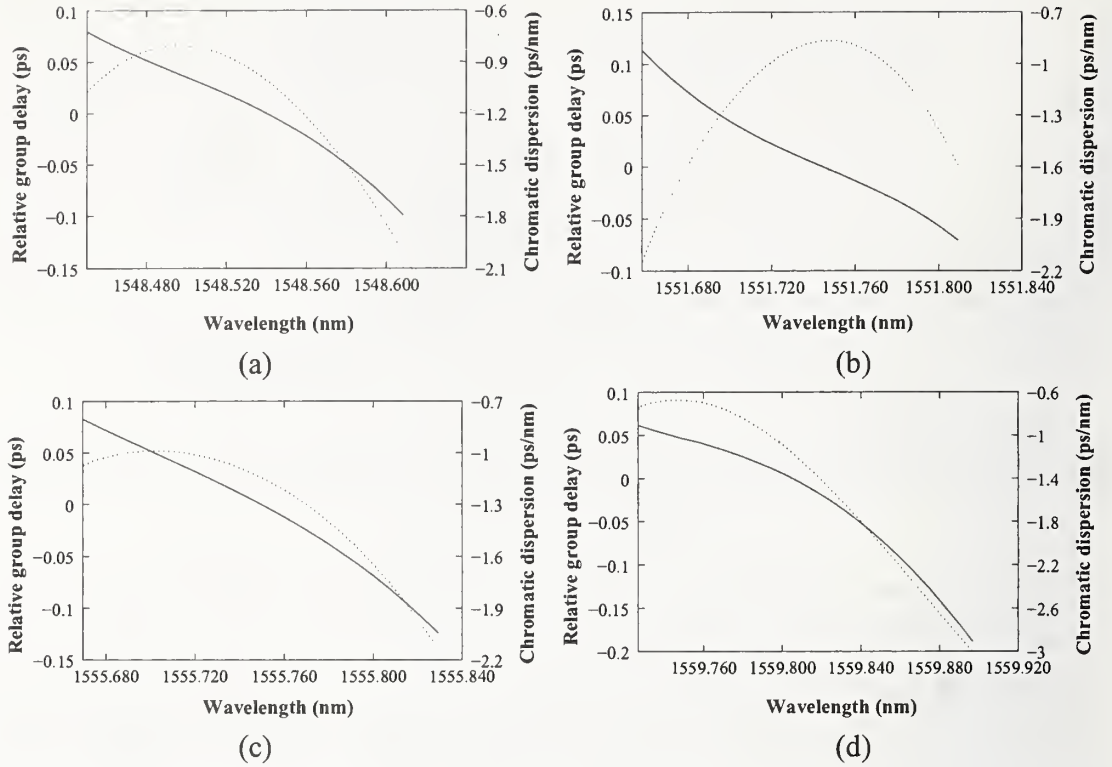 Relative group delay (ps)
0.1
0.05
0
−0.05
−0.1
−0.15
1548.480 1548.520 1548.560 1548.600
Wavelength (nm)
−0.6
−0.9
−1.2
−1.5
−1.8
−2.1
Chromatic dispersion (ps/nm)
(a)
Relative group delay (ps)
0.15
0.1
0.05
0
−0.05
−0.1
1551.680 1551.720 1551.760 1551.800 1551.840
Wavelength (nm)
−0.7
−1
−1.3
−1.6
−1.9
−2.2
Chromatic dispersion (ps/nm)
(b)
Relative group delay (ps)
0.1
0.05
0
−0.05
−0.1
−0.15
1555.680 1555.720 1555.760 1555.800 1555.840
Wavelength (nm)
−0.7
−1
−1.3
−1.6
−1.9
−2.2
Chromatic dispersion (ps/nm)
(c)
Relative group delay (ps)
0.1
0.05
0
−0.05
−0.1
−0.15
−0.2
1559.760 1559.800 1559.840 1559.880 1559.920
Wavelength (nm)
−0.6
−1
−1.4
−1.8
−2.2
−2.6
−3
Chromatic dispersion (ps/nm)
(d)